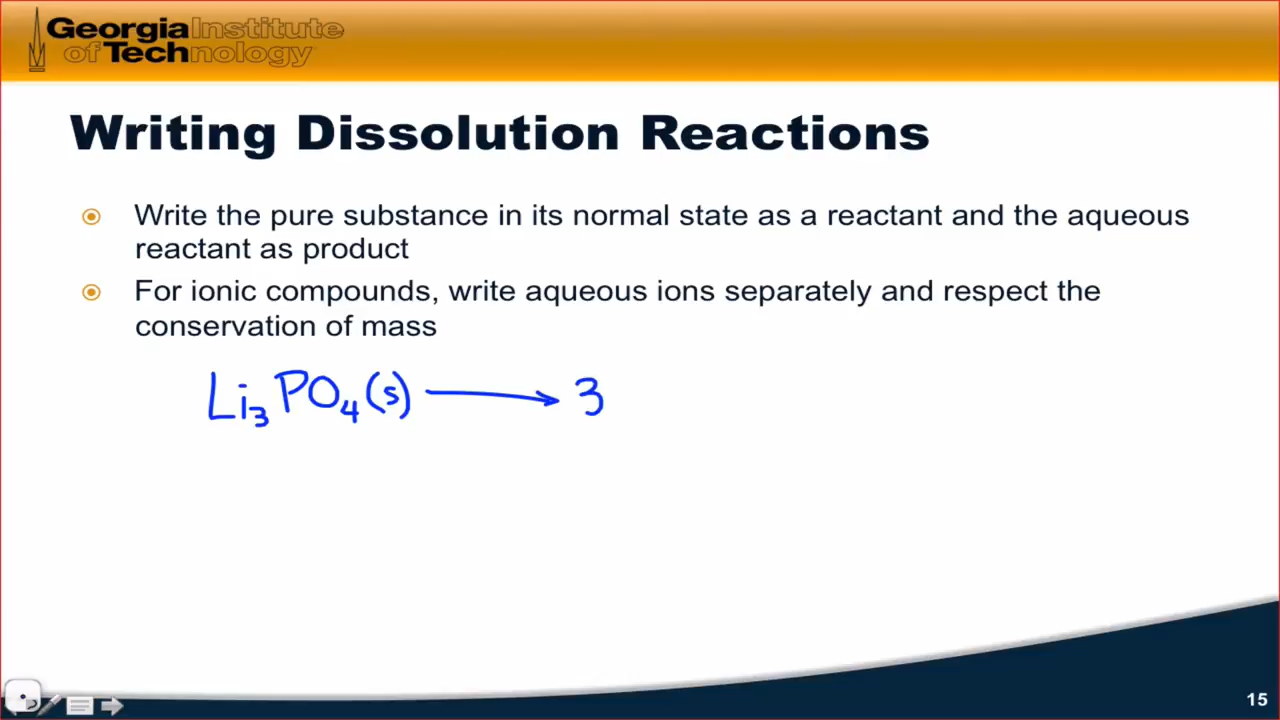 Georgia Institute
of Technology
Writing Dissolution Reactions
Write the pure substance in its normal state as a reactant and the aqueous
reactant as product
For ionic compounds, write aqueous ions separately and respect the
conservation of mass
Li₃PO₄(s) → 3
15